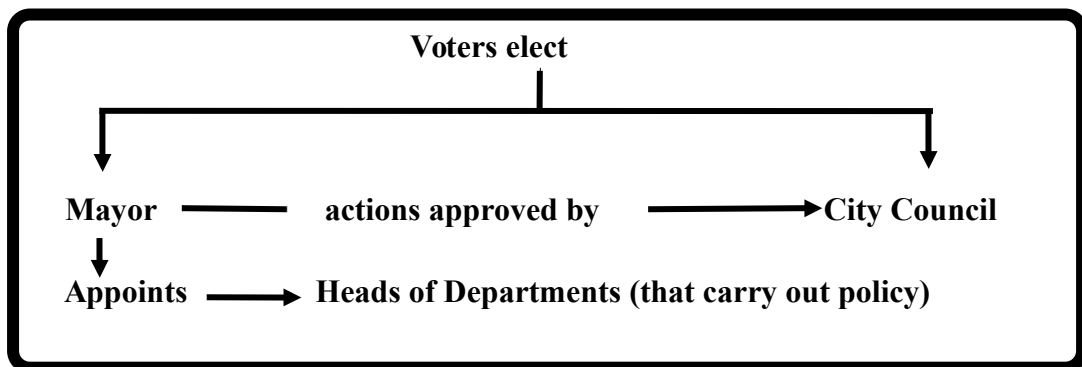 Voters elect
Mayor actions approved by City Council
Appoints Heads of Departments (that carry out policy)